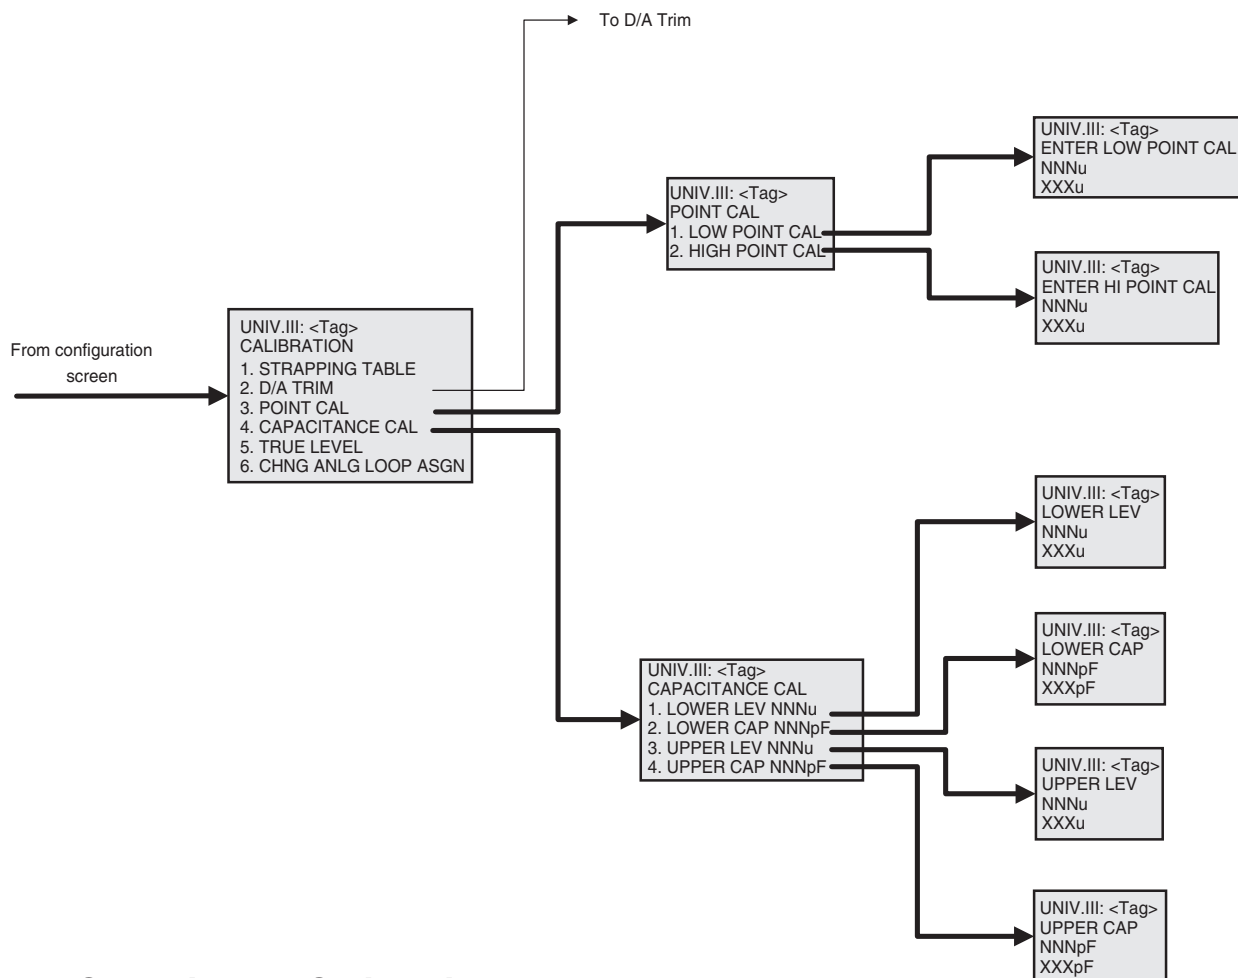 To D/A Trim
From configuration
screen
UNIV.III: <Tag>
CALIBRATION
1. STRAPPING TABLE
2. D/A TRIM
3. POINT CAL
4. CAPACITANCE CAL
5. TRUE LEVEL
6. CHNG ANLG LOOP ASGN
UNIV.III: <Tag>
POINT CAL
1. LOW POINT CAL
2. HIGH POINT CAL
UNIV.III: <Tag>
ENTER LOW POINT CAL
NNNu
XXXu
UNIV.III: <Tag>
ENTER HI POINT CAL
NNNu
XXXu
UNIV.III: <Tag>
CAPACITANCE CAL
1. LOWER LEV NNNu
2. LOWER CAP NNNpF
3. UPPER LEV NNNu
4. UPPER CAP NNNpF
UNIV.III: <Tag>
LOWER LEV
NNNu
XXXu
UNIV.III: <Tag>
LOWER CAP
NNNpF
XXXpF
UNIV.III: <Tag>
UPPER LEV
NNNu
XXXu
UNIV.III: <Tag>
UPPER CAP
NNNpF
XXXpF